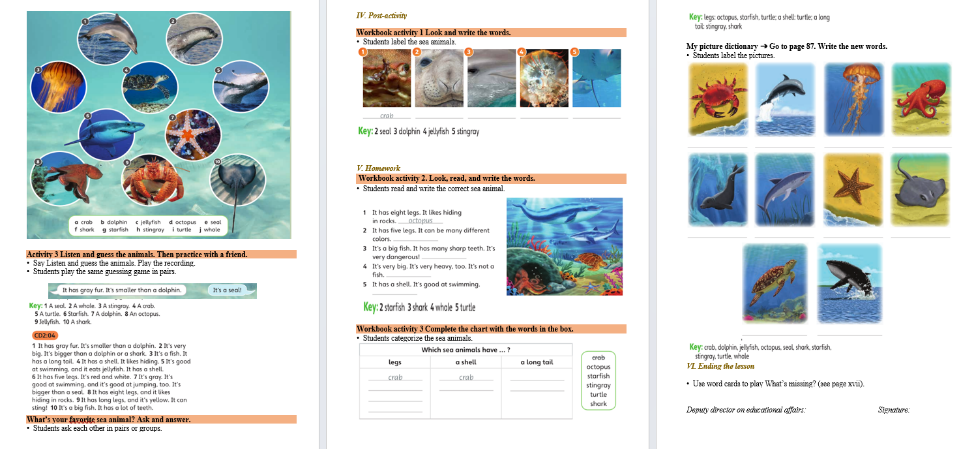 1
2
3
4
5
6
7
8
9
10
a crab b dolphin c jellyfish d octopus e seal
f shark g starfish h stingray i turtle j whale
Activity 3 Listen and guess the animals. Then practice with a friend.
• Say Listen and guess the animals. Play the recording.
• Students play the same guessing game in pairs.
It has gray fur. It's smaller than a dolphin.
It's a seal!
Key: 1 A seal. 2 A whale. 3 A stingray. 4 A crab.
5 A turtle. 6 Starfish. 7 A dolphin. 8 An octopus.
9 Jellyfish. 10 A shark.
CD2:04
1 It has gray fur. It's smaller than a dolphin. 2 It's very
big. It's bigger than a dolphin or a shark. 3 It's a fish. It
has a long tail. 4 It has a shell. It likes hiding. 5 It's good
at swimming, and it eats jellyfish. It has a shell.
6 It has five legs. It's red and white. 7 It's gray. It's
good at swimming, and it's good at jumping, too. It's
bigger than a seal. 8 It has eight legs, and it likes
hiding. 9 It has long legs, and it's yellow. It can
sting! 10 It's a big fish. It has a lot of teeth.
What's your favorite sea animal? Ask and answer.
• Students ask each other in pairs or groups.
IV. Post-activity
Workbook activity 1 Look and write the words.
• Students label the sea animals.
1
2
3
4
5
crab
Key: 2 seal 3 dolphin 4 jellyfish 5 stingray
V. Homework
Workbook activity 2. Look, read, and write the words.
• Students read and write the correct sea animal.
1 It has eight legs. It likes hiding
in rocks. octopus
2 It has five legs. It can be many different
colors.
3 It's a big fish. It has many sharp teeth. It's
very dangerous!
4 It's very big. It's very heavy, too. It's not a
fish.
5 It has a shell. It's good at swimming.
Key: 2 starfish 3 shark 4 whale 5 turtle
Workbook activity 3 Complete the chart with the words in the box.
• Students categorize the sea animals.
Which sea animals have ... ?
legs a shell a long tail
crab crab
crab
octopus
starfish
stingray
turtle
shark
Key: legs: octopus, starfish, turtle; a shell: turtle; a long
tail: stingray, shark
My picture dictionary ➔ Go to page 87. Write the new words.
• Students label the pictures.
Key: crab, dolphin, jellyfish, octopus, seal, shark, starfish,
stingray, turtle, whale
VI. Ending the lesson
• Use word cards to play What's missing? (see page xvii).
Deputy director on educational affairs: Signature: